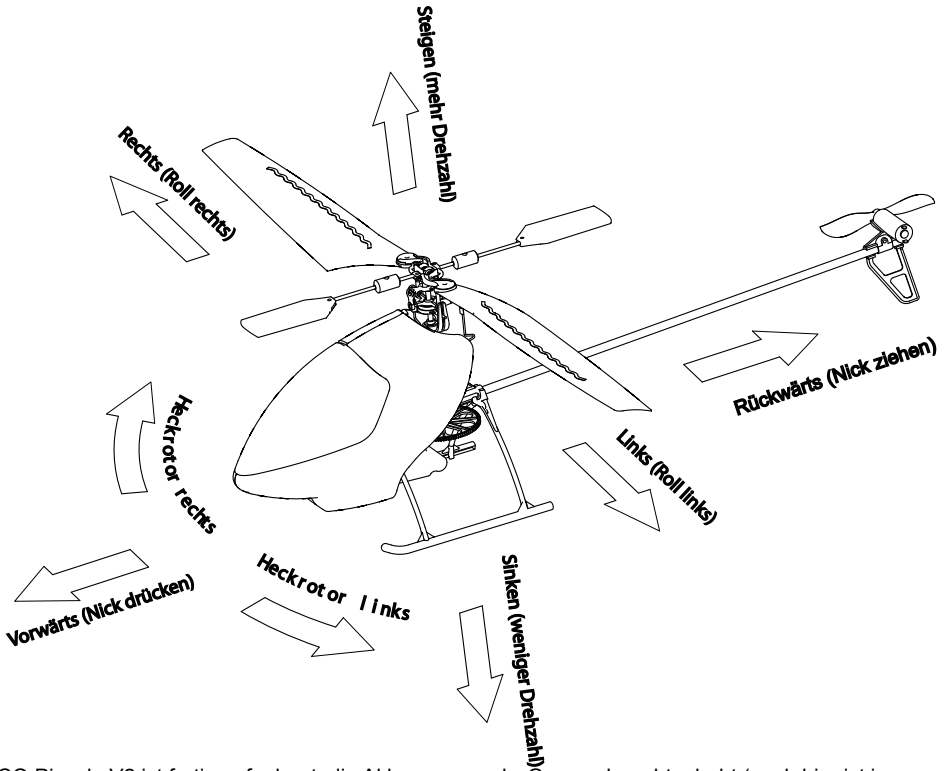 Steigen (mehr Drehzahl)
Rechts (Roll rechts)
Rückwärts (Nick ziehen)
Heckrotor rechts
Links (Roll links)
Vorwärts (Nick drücken)
Heckrotor links
Sinken (weniger Drehzahl)